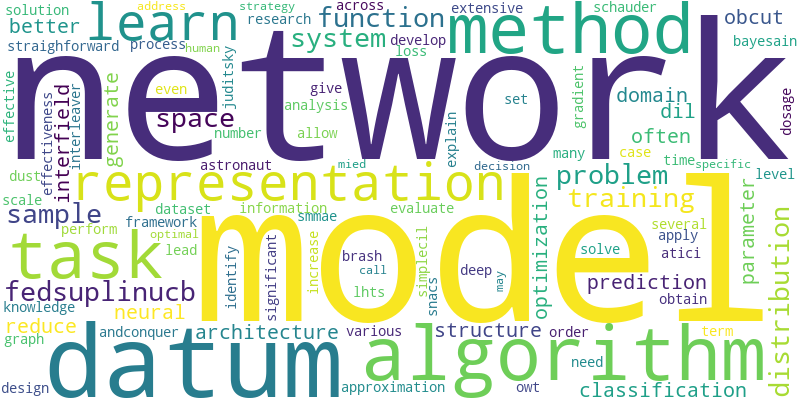 solution address strategy across extensive schauder
better learn research function method obcut
straighforward process human system develop bayesain
loss
network
effective effectiveness interfield interleaver generate juditsky
space even give set gradient domain dosage
analysis dil
number allow explain often
astronaut mied many case time specific
dust representation decision problem level
scale dataset information evaluate training
sample framework smmae optimization parameter distribution
perform optimal several
task lead identify significant increase brash simplecil deep solve apply
model
call may atici
fedsuplinucb lhts snacs prediction obtain
knowledge neural
reduce andconquer architecture various structure order term
graph
datum algorithm need
design approximation owt classification